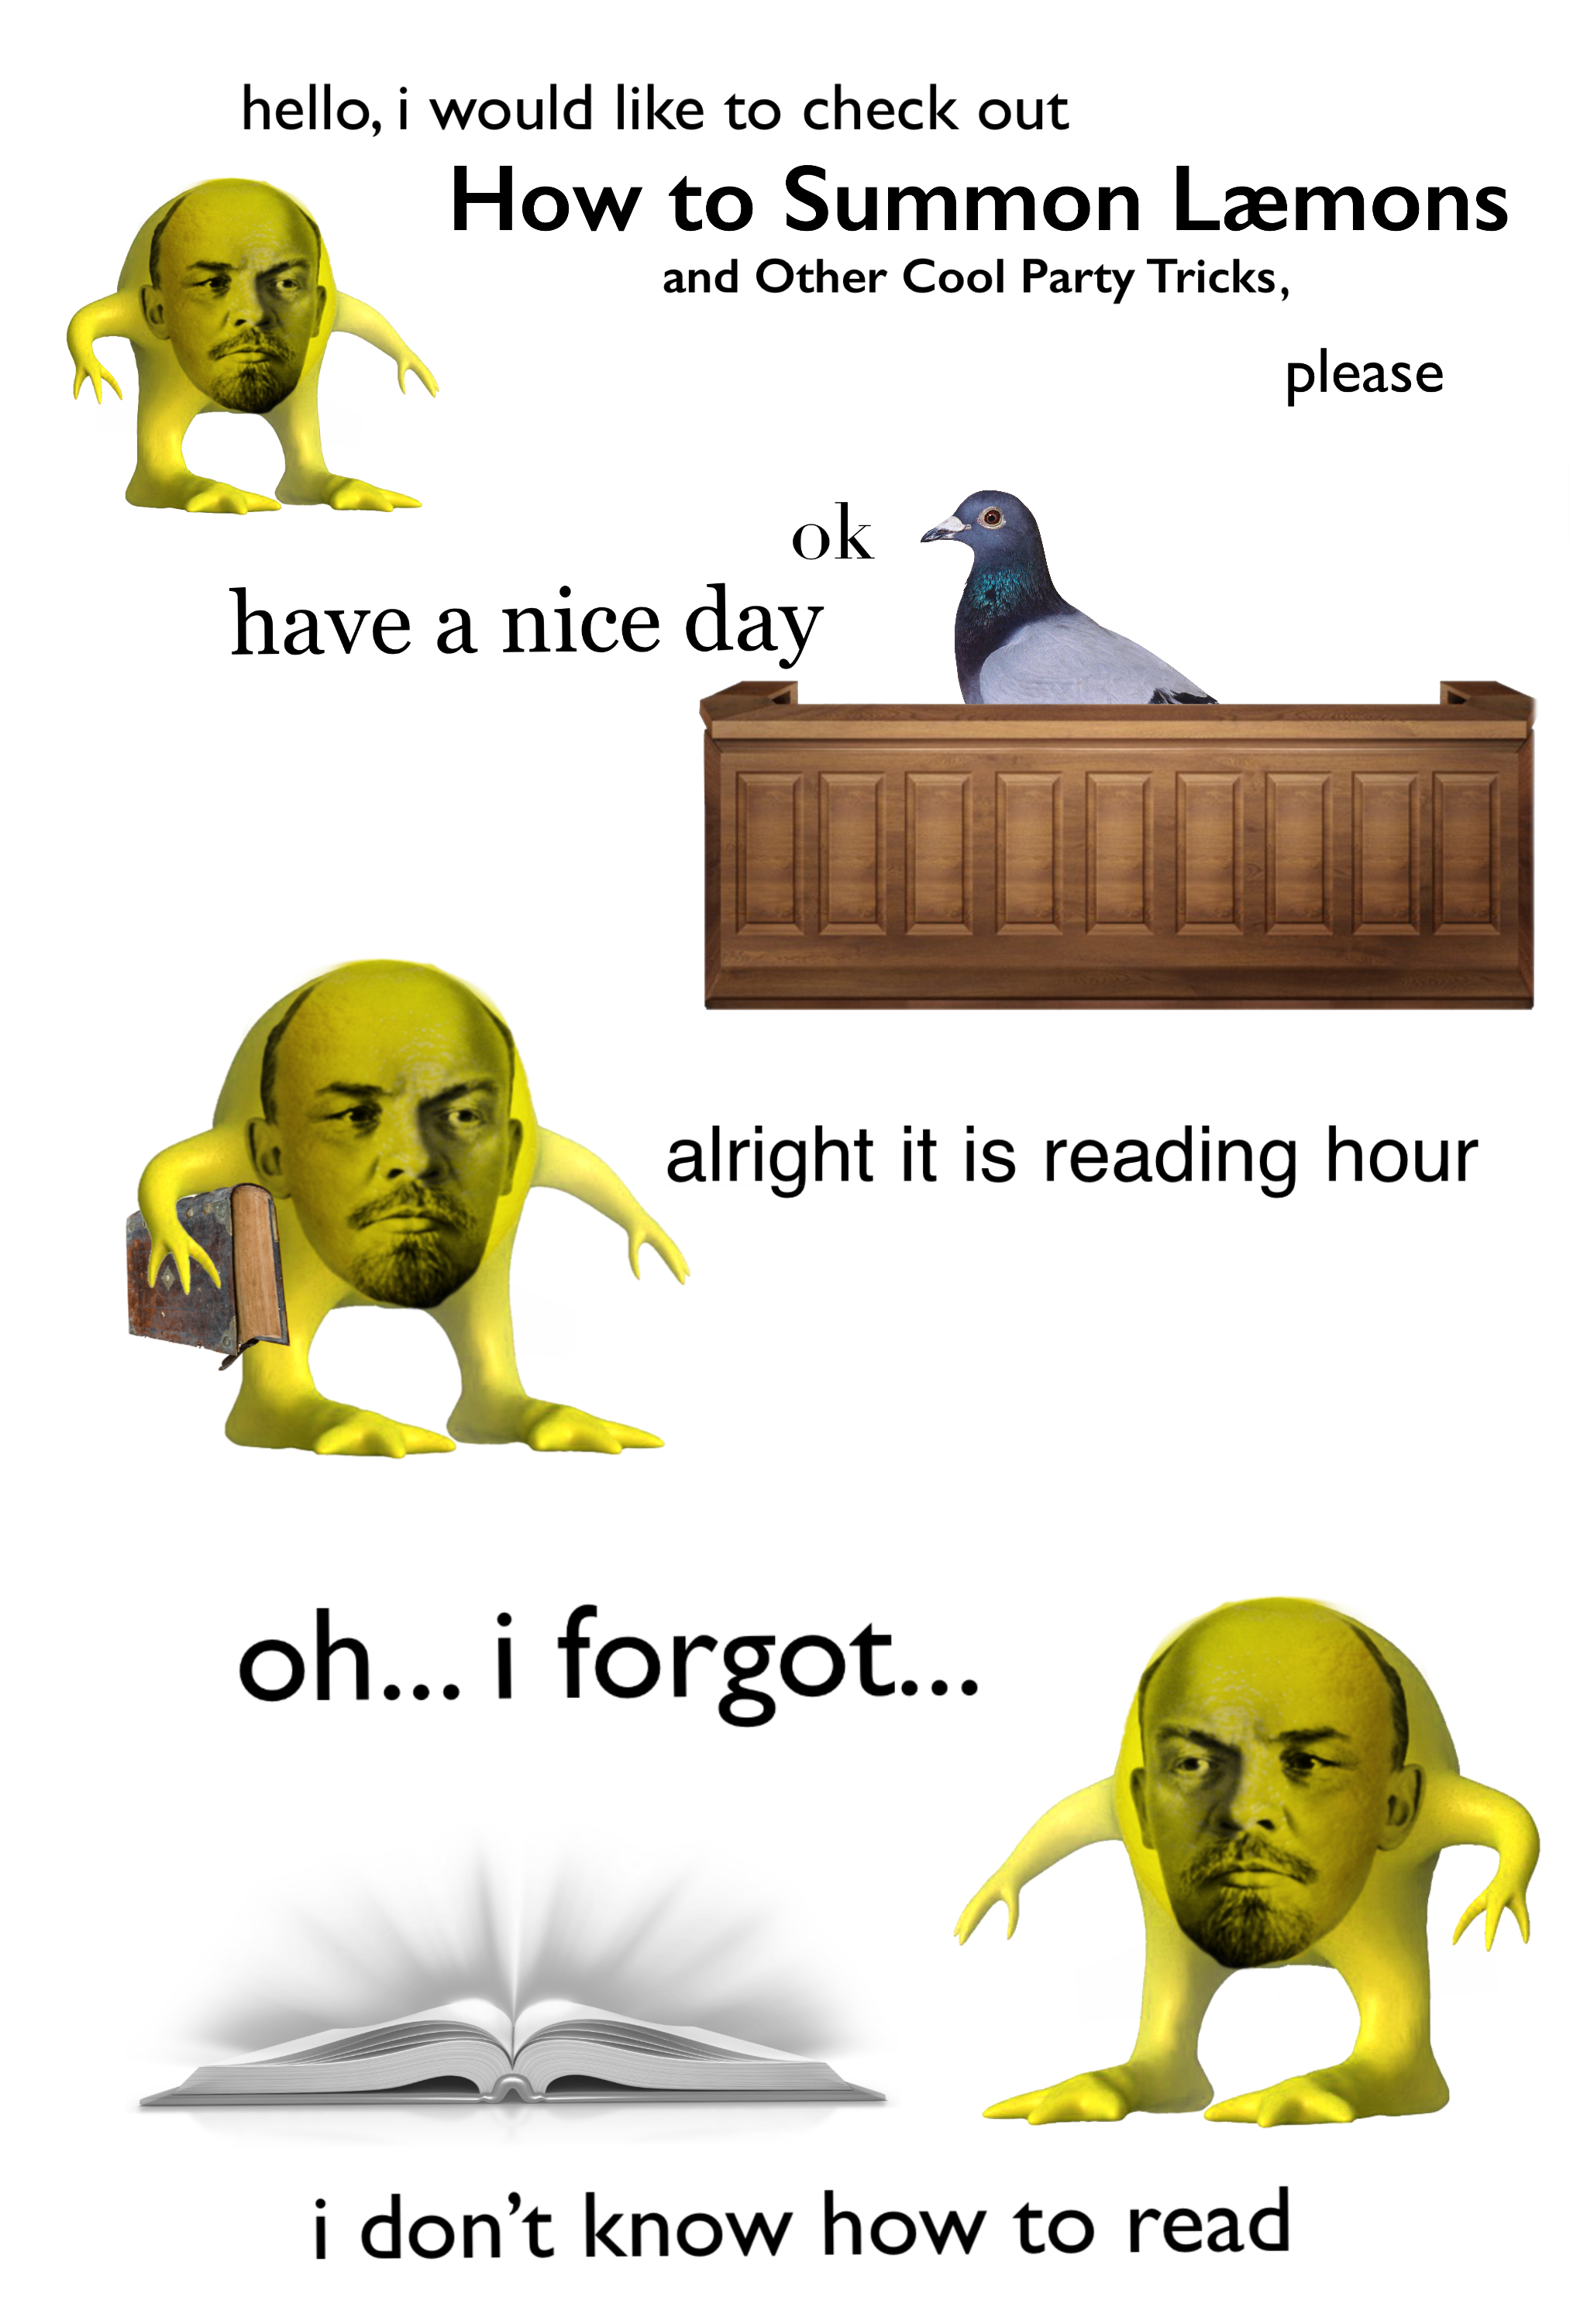 hello, i would like to check out
How to Summon Læmons
and Other Cool Party Tricks,
please
ok
have a nice day
alright it is reading hour
oh... i forgot...
i don’t know how to read